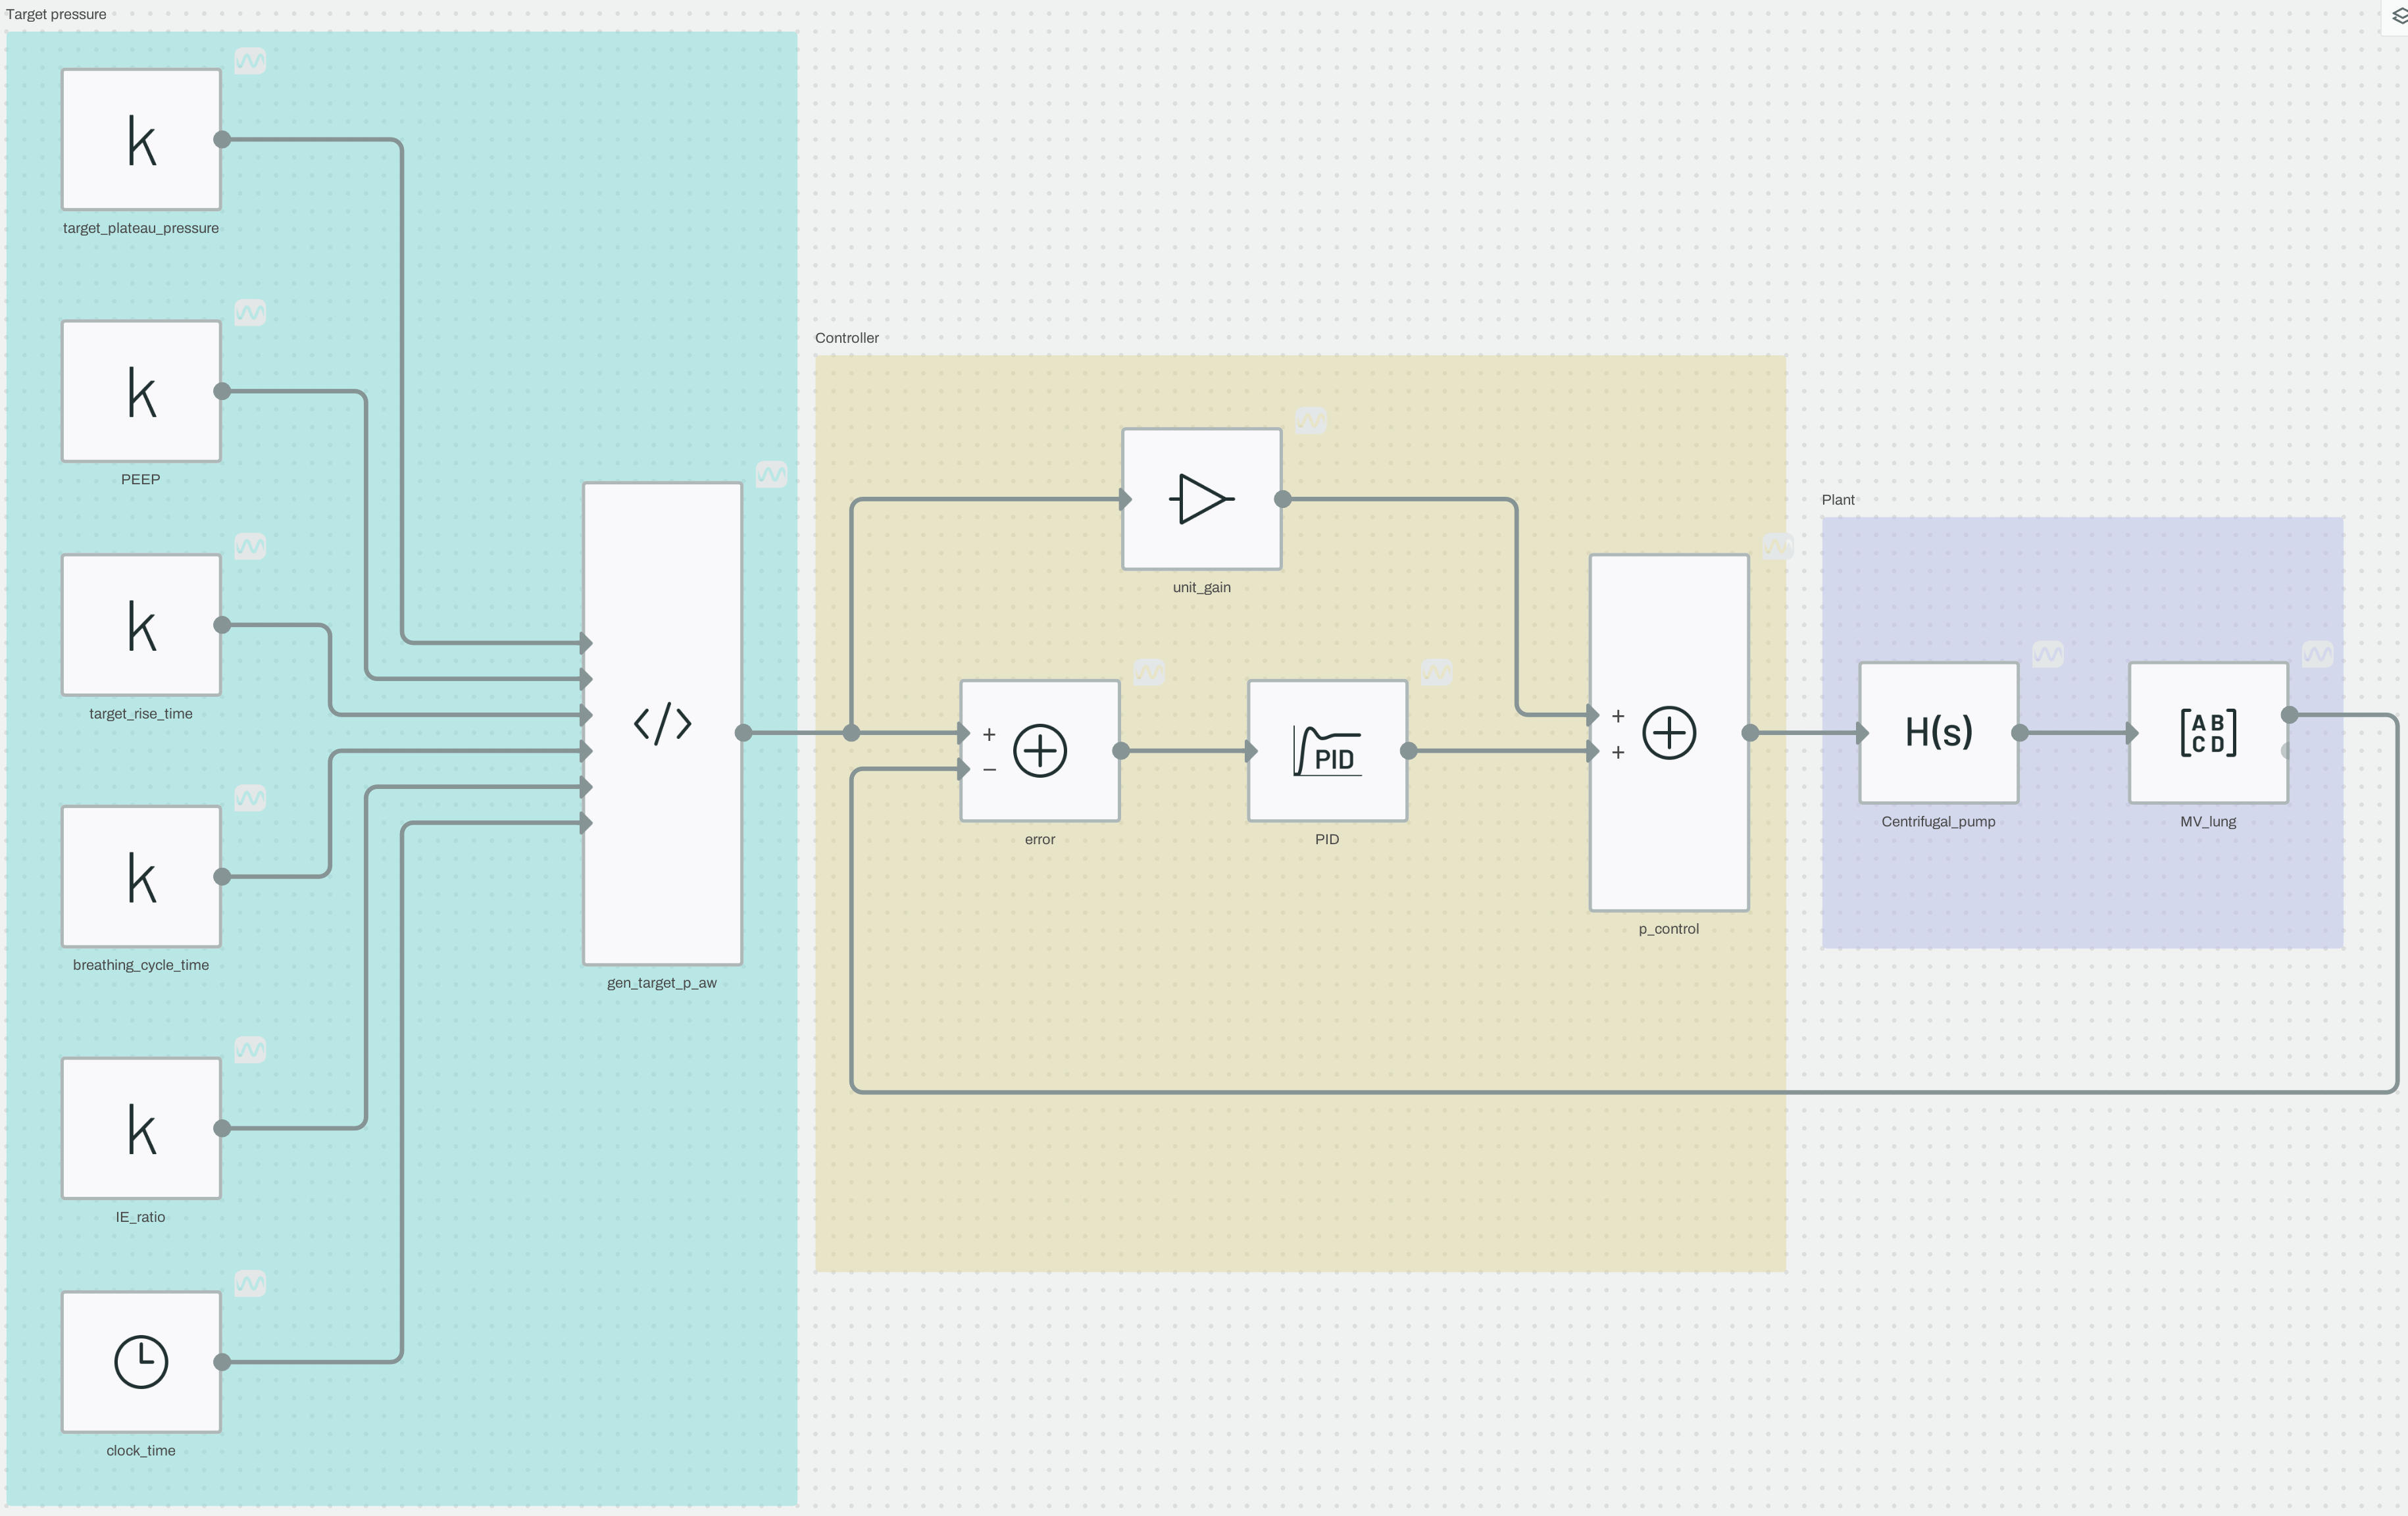 Target pressure
k
target_plateau_pressure
k
PEEP
k
target_rise_time
k
breathing_cycle_time
k
IE_ratio
clock_time
</>
gen_target_p_aw
Controller
unit_gain
+
−
error
PID
PID
+
+
p_control
Plant
H(s)
Centrifugal_pump
A B
C D
MV_lung